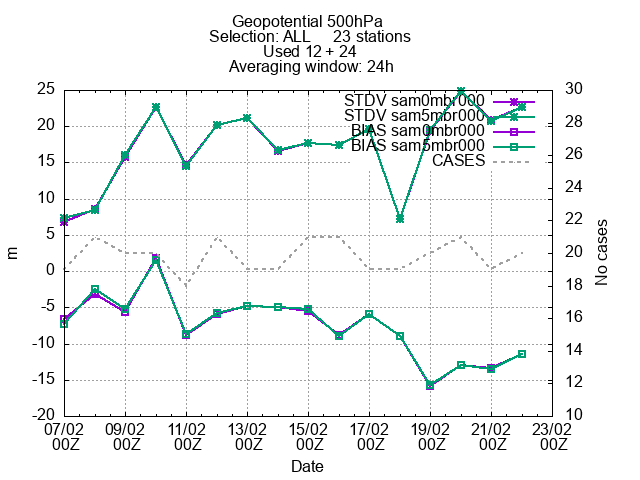 Geopotential 500hPa
Selection: ALL 23 stations
Used 12 + 24
Averaging window: 24h
STDV sam0mbr000
STDV sam5mbr000
BIAS sam0mbr000
BIAS sam5mbr000
CASES
25
20
15
10
5
0
-5
-10
-15
-20
m
30
28
26
24
22
20
18
16
14
12
10
No cases
07/02 09/02 11/02 13/02 15/02 17/02 19/02 21/02 23/02
00Z 00Z 00Z 00Z 00Z 00Z 00Z 00Z 00Z
Date